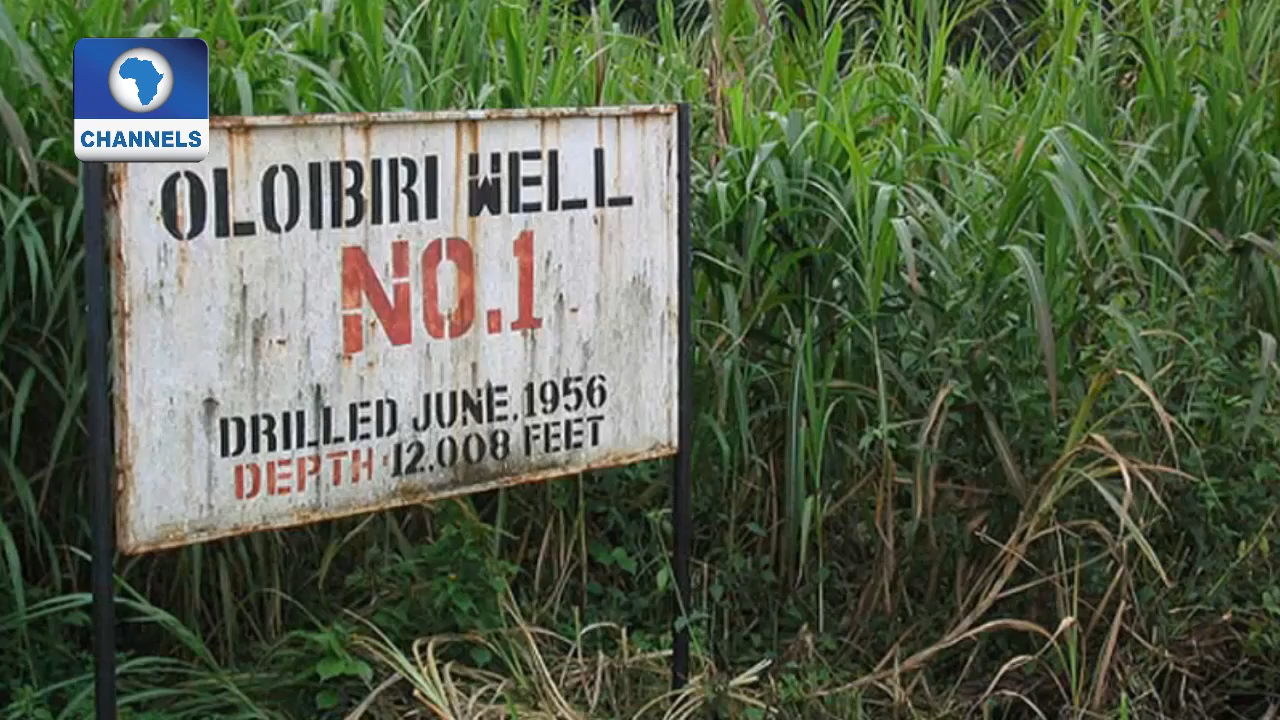 CHANNELS
OLOIBIRI WELL
NO.1
DRILLED JUNE.1956
DEPTH 12.008 FEET